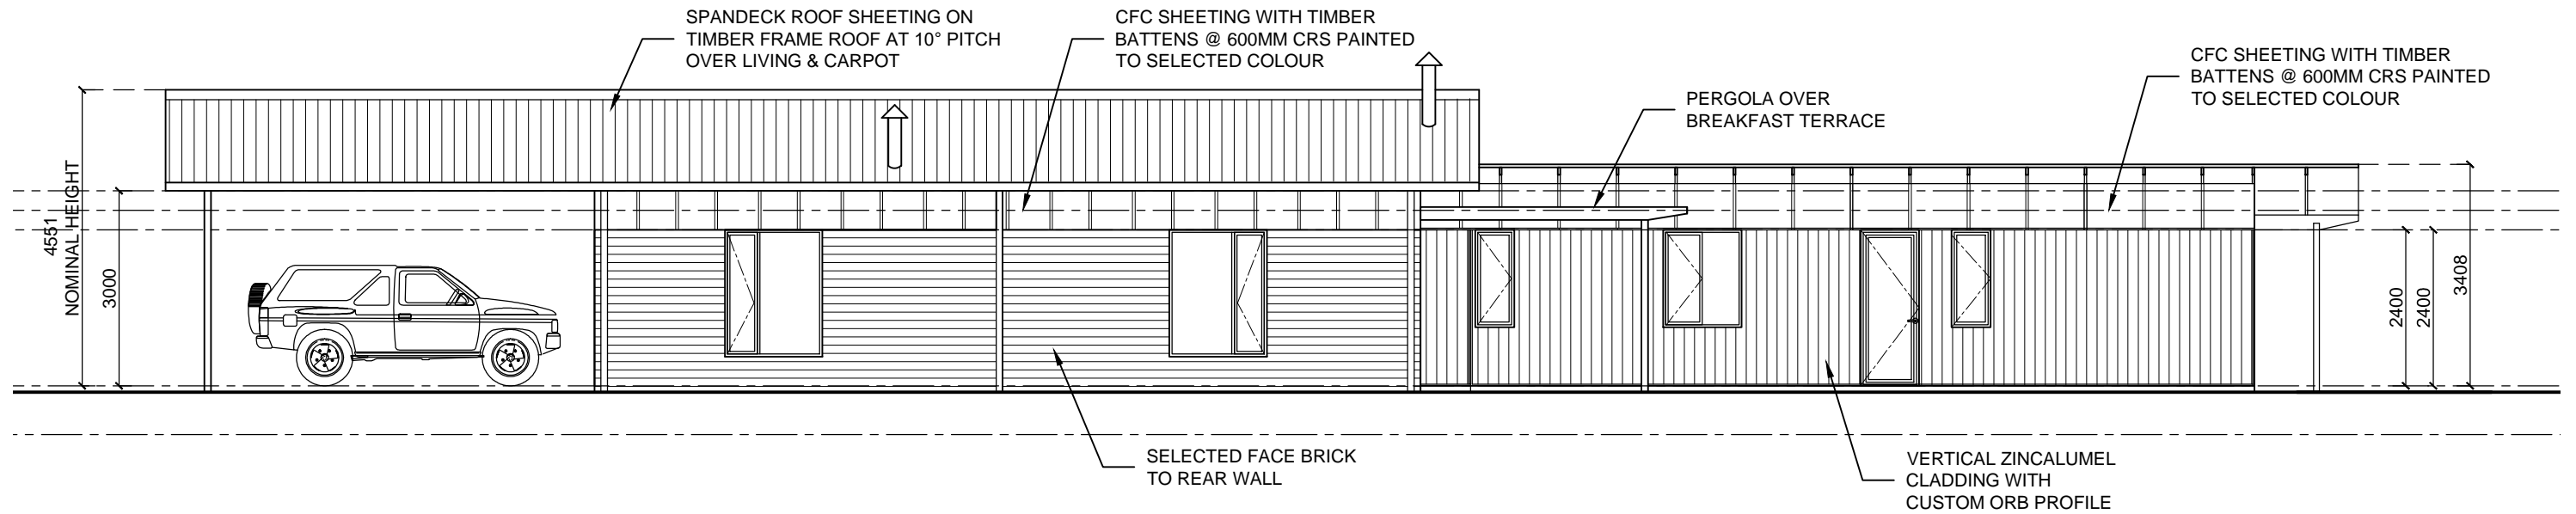 SPANDECK ROOF SHEETING ON
TIMBER FRAME ROOF AT 10° PITCH
OVER LIVING & CARPOT
CFC SHEETING WITH TIMBER
BATTENS @ 600MM CRS PAINTED
TO SELECTED COLOUR
CFC SHEETING WITH TIMBER
BATTENS @ 600MM CRS PAINTED
TO SELECTED COLOUR
PERGOLA OVER
BREAKFAST TERRACE
4551
NOMINAL HEIGHT
3000
2400
2400
3408
SELECTED FACE BRICK
TO REAR WALL
VERTICAL ZINCALUMEL
CLADDING WITH
CUSTOM ORB PROFILE